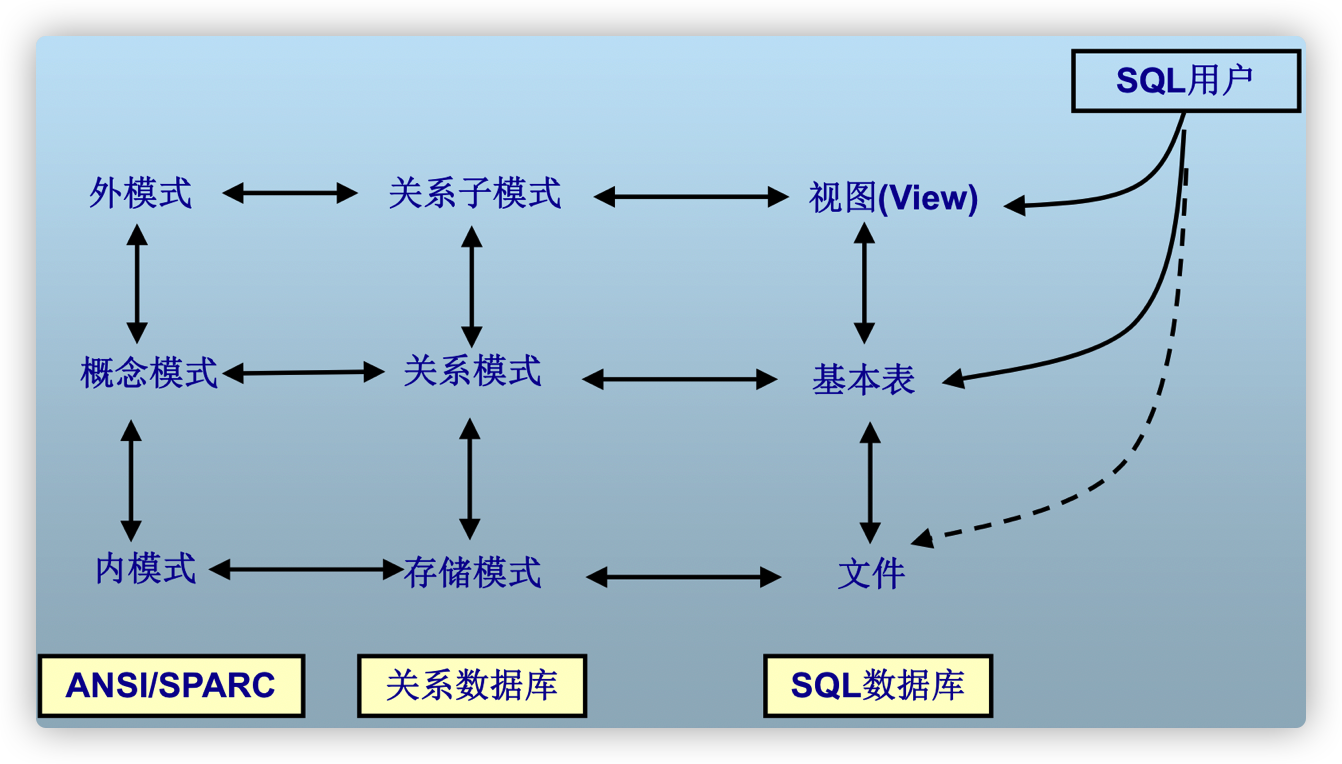 SQL用户
外模式
关系子模式
视图(View)
概念模式
关系模式
基本表
内模式
存储模式
文件
ANSI/SPARC
关系数据库
SQL数据库